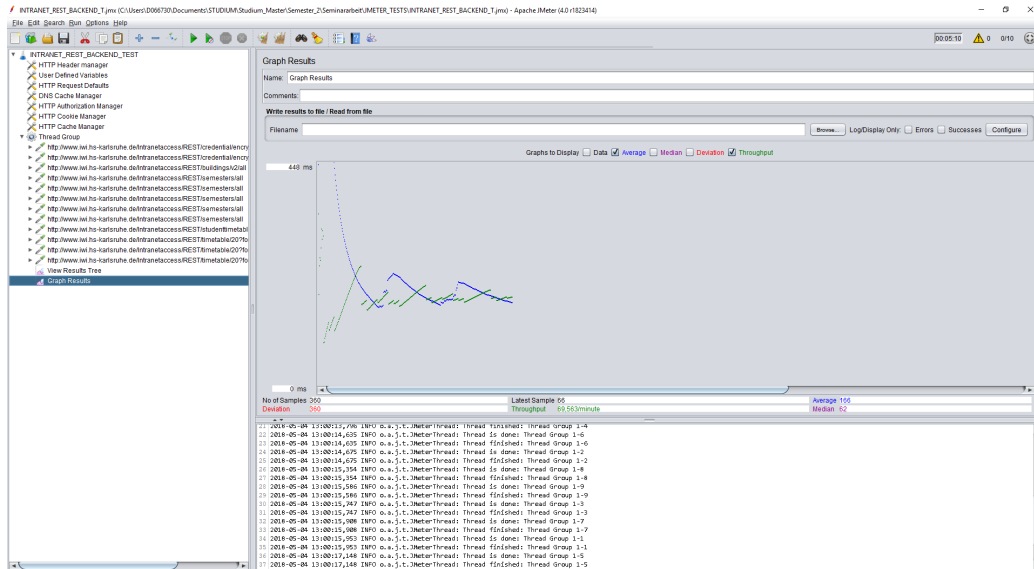 INTRANET_REST_BACKEND_T.jmx (C:\Users\D066730\Documents\STUDIUM\Studium_Master\Semester_2\Seminararbeit\JMETER_TESTS\INTRANET_REST_BACKEND_T.jmx) - Apache JMeter (4.0 r1823414)
File Edit Search Run Options Help
00:05:10 0 0/10
INTRANET_REST_BACKEND_TEST
HTTP Header manager
User Defined Variables
HTTP Request Defaults
DNS Cache Manager
HTTP Authorization Manager
HTTP Cookie Manager
HTTP Cache Manager
Thread Group
http://www.iwi.hs-karlsruhe.de/Intranetaccess/REST/credential/encry
http://www.iwi.hs-karlsruhe.de/Intranetaccess/REST/credential/encry
http://www.iwi.hs-karlsruhe.de/Intranetaccess/REST/buildings/v2/all
http://www.iwi.hs-karlsruhe.de/Intranetaccess/REST/semesters/all
http://www.iwi.hs-karlsruhe.de/Intranetaccess/REST/semesters/all
http://www.iwi.hs-karlsruhe.de/Intranetaccess/REST/semesters/all
http://www.iwi.hs-karlsruhe.de/Intranetaccess/REST/semesters/all
http://www.iwi.hs-karlsruhe.de/Intranetaccess/REST/semesters/all
http://www.iwi.hs-karlsruhe.de/Intranetaccess/REST/studenttimetabl
http://www.iwi.hs-karlsruhe.de/Intranetaccess/REST/timetable/20?fo
http://www.iwi.hs-karlsruhe.de/Intranetaccess/REST/timetable/20?fo
http://www.iwi.hs-karlsruhe.de/Intranetaccess/REST/timetable/20?fo
View Results Tree
Graph Results
Graph Results
Name: Graph Results
Comments:
Write results to file / Read from file
Filename Browse... Log/Display Only: Errors Successes Configure
Graphs to Display Data Average Median Deviation Throughput
448 ms
0 ms
No of Samples 360 Latest Sample 66 Average 166
Deviation 360 Throughput 69,563/minute Median 62
21 2018-05-04 13:00:13,796 INFO o.a.j.t.JMeterThread: Thread finished: Thread Group 1-4
22 2018-05-04 13:00:14,635 INFO o.a.j.t.JMeterThread: Thread is done: Thread Group 1-6
23 2018-05-04 13:00:14,635 INFO o.a.j.t.JMeterThread: Thread finished: Thread Group 1-6
24 2018-05-04 13:00:14,675 INFO o.a.j.t.JMeterThread: Thread is done: Thread Group 1-2
25 2018-05-04 13:00:14,675 INFO o.a.j.t.JMeterThread: Thread finished: Thread Group 1-2
26 2018-05-04 13:00:15,354 INFO o.a.j.t.JMeterThread: Thread is done: Thread Group 1-8
27 2018-05-04 13:00:15,354 INFO o.a.j.t.JMeterThread: Thread finished: Thread Group 1-8
28 2018-05-04 13:00:15,586 INFO o.a.j.t.JMeterThread: Thread is done: Thread Group 1-9
29 2018-05-04 13:00:15,586 INFO o.a.j.t.JMeterThread: Thread finished: Thread Group 1-9
30 2018-05-04 13:00:15,747 INFO o.a.j.t.JMeterThread: Thread is done: Thread Group 1-3
31 2018-05-04 13:00:15,747 INFO o.a.j.t.JMeterThread: Thread finished: Thread Group 1-3
32 2018-05-04 13:00:15,908 INFO o.a.j.t.JMeterThread: Thread is done: Thread Group 1-7
33 2018-05-04 13:00:15,908 INFO o.a.j.t.JMeterThread: Thread finished: Thread Group 1-7
34 2018-05-04 13:00:15,953 INFO o.a.j.t.JMeterThread: Thread is done: Thread Group 1-1
35 2018-05-04 13:00:15,953 INFO o.a.j.t.JMeterThread: Thread finished: Thread Group 1-1
36 2018-05-04 13:00:17,148 INFO o.a.j.t.JMeterThread: Thread is done: Thread Group 1-5
37 2018-05-04 13:00:17,148 INFO o.a.j.t.JMeterThread: Thread finished: Thread Group 1-5